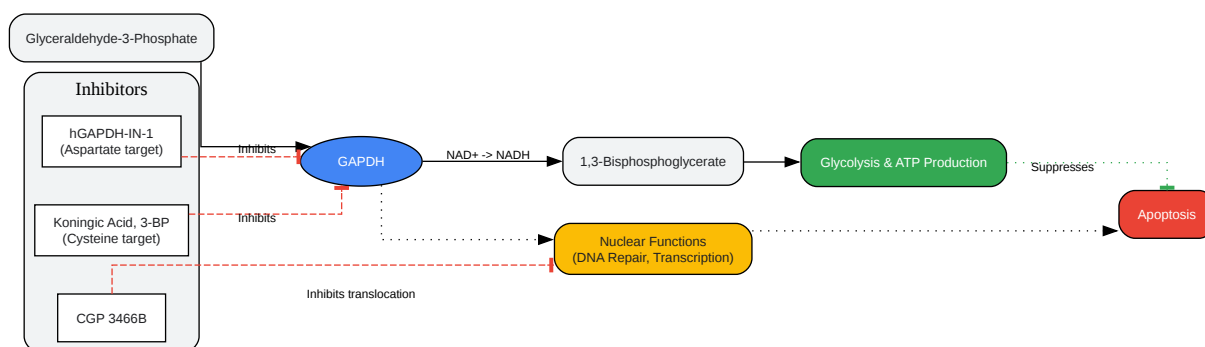 Glyceraldehyde-3-Phosphate
Inhibitors
hGAPDH-IN-1
(Aspartate target)
Inhibits
GAPDH
NAD+ -> NADH
1,3-Bisphosphoglycerate
Glycolysis & ATP Production
Suppresses
Koningic Acid, 3-BP
(Cysteine target)
Inhibits
Nuclear Functions
(DNA Repair, Transcription)
Apoptosis
Inhibits translocation
CGP 3466B